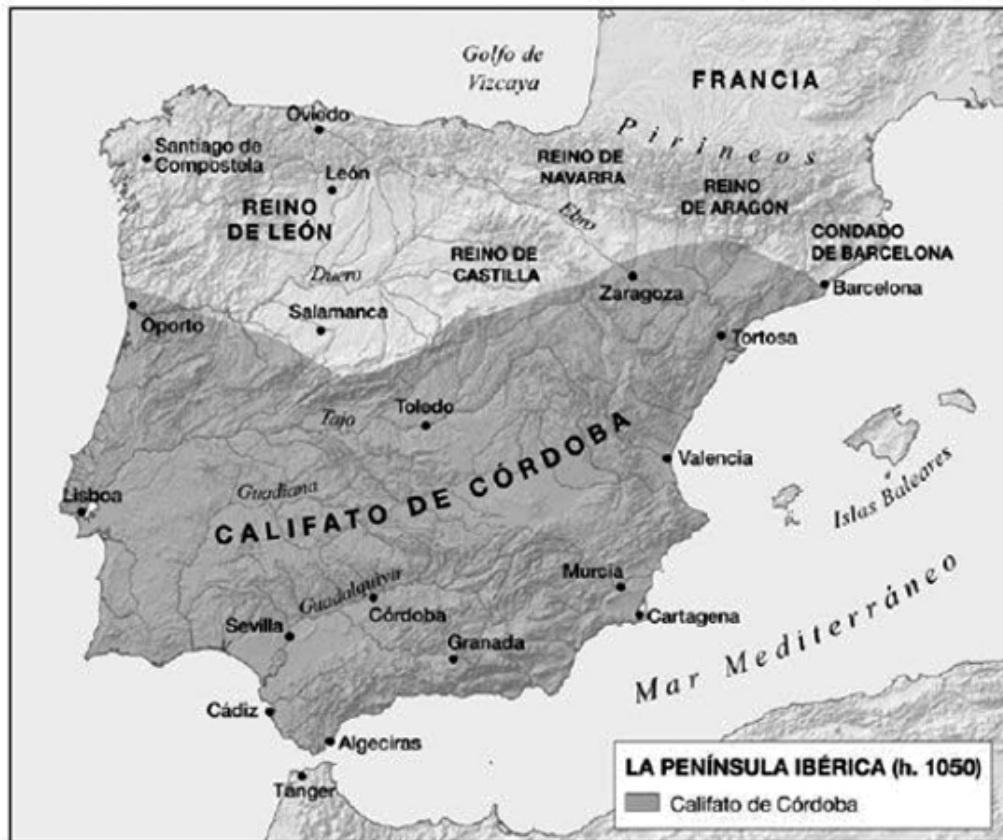 Golfo de
Vizcaya
FRANCIA
Oviedo
Pirineos
Santiago de
Compostela
REINO DE
NAVARRA
León
REINO
DE ARAGÓN
REINO
DE LEÓN
Ebro
CONDADO
DE BARCELONA
REINO DE
CASTILLA
Duero
Zaragoza
Barcelona
Oporto
Salamanca
Tortosa
Toledo
Tajo
CALIFATO DE CÓRDOBA
Valencia
Guadiana
Lisboa
Islas Baleaves
Murcia
Guadalquivir
Córdoba
Cartagena
Sevilla
Granada
Mar Mediterráneo
Cádiz
Algeciras
Tánger
LA PENÍNSULA IBÉRICA (h. 1050)
Califato de Córdoba